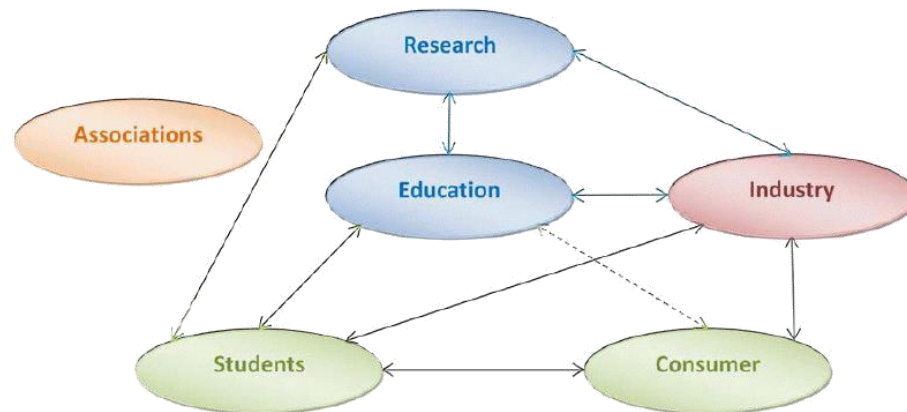 Research
Associations
Education
Industry
Students
Consumer